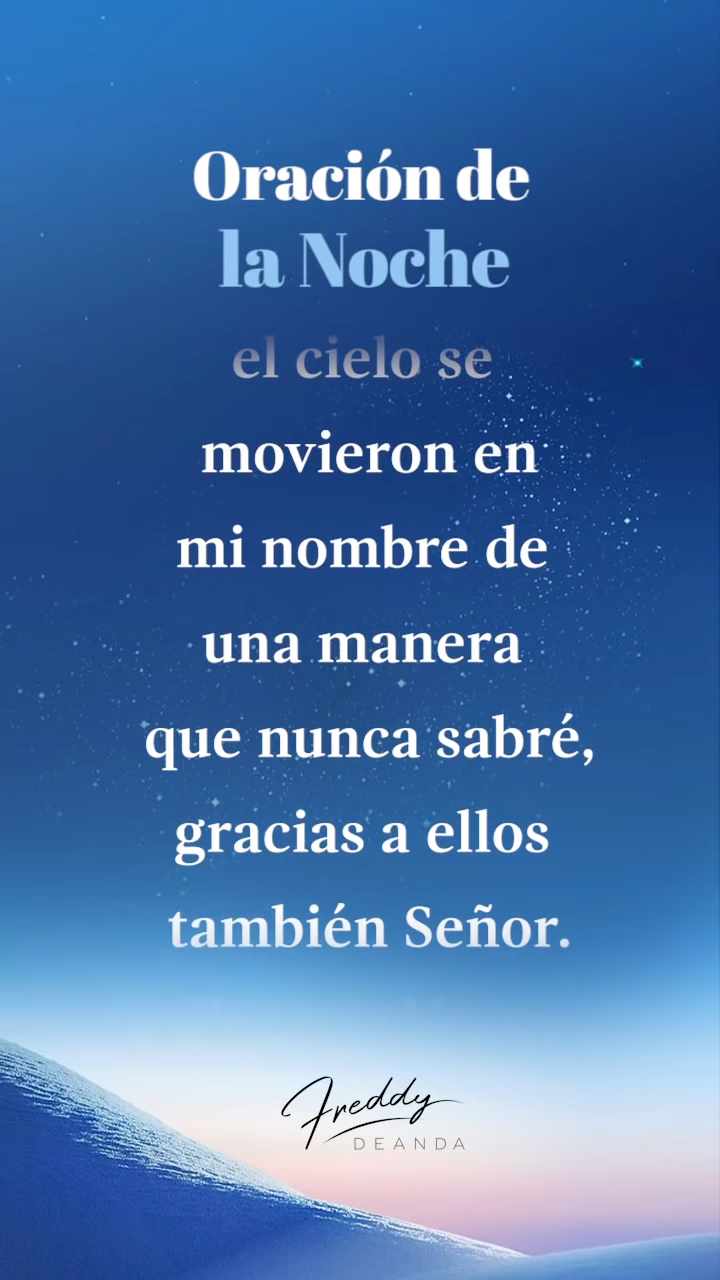 Oración de
la Noche
el cielo se
movieron en
mi nombre de
una manera
que nunca sabré,
gracias a ellos
también Señor.
Freddy
DEANDA